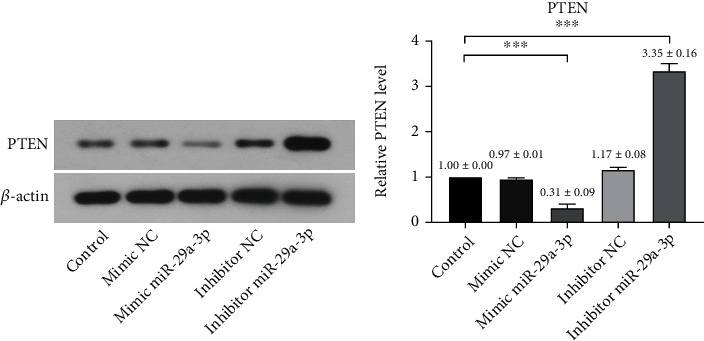 PTEN
β-actin
Control
Mimic NC
Mimic miR-29a-3p
Inhibitor NC
Inhibitor miR-29a-3p
PTEN
***
***
Relative PTEN level
4
3
2
1
0
1.00 ± 0.00
0.97 ± 0.01
0.31 ± 0.09
1.17 ± 0.08
3.35 ± 0.16
Control
Mimic NC
Mimic miR-29a-3p
Inhibitor NC
Inhibitor miR-29a-3p